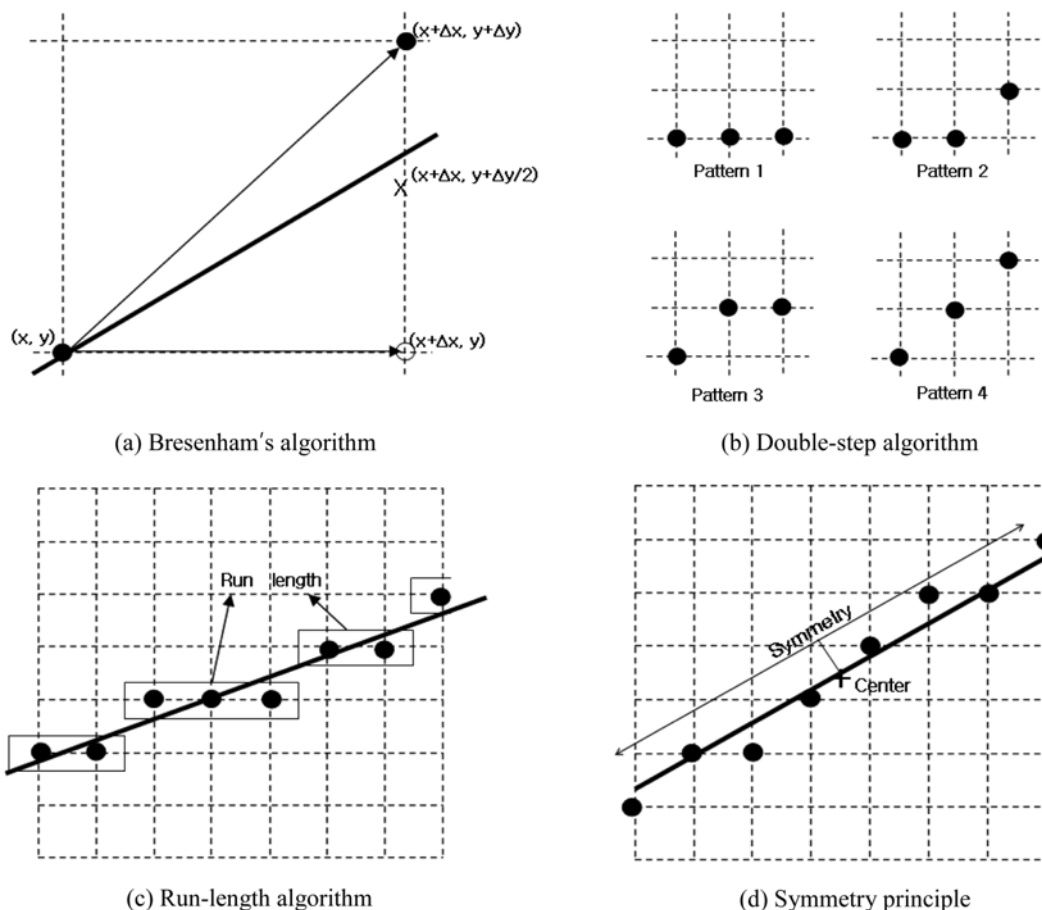 (x+Δx, y+Δy)
(x+Δx, y+Δy/2)
X
(x, y)
(x+Δx, y)
Pattern 1
Pattern 2
Pattern 3
Pattern 4
(a) Bresenham′s algorithm
(b) Double-step algorithm
Run length
Symmetry
Center
(c) Run-length algorithm
(d) Symmetry principle